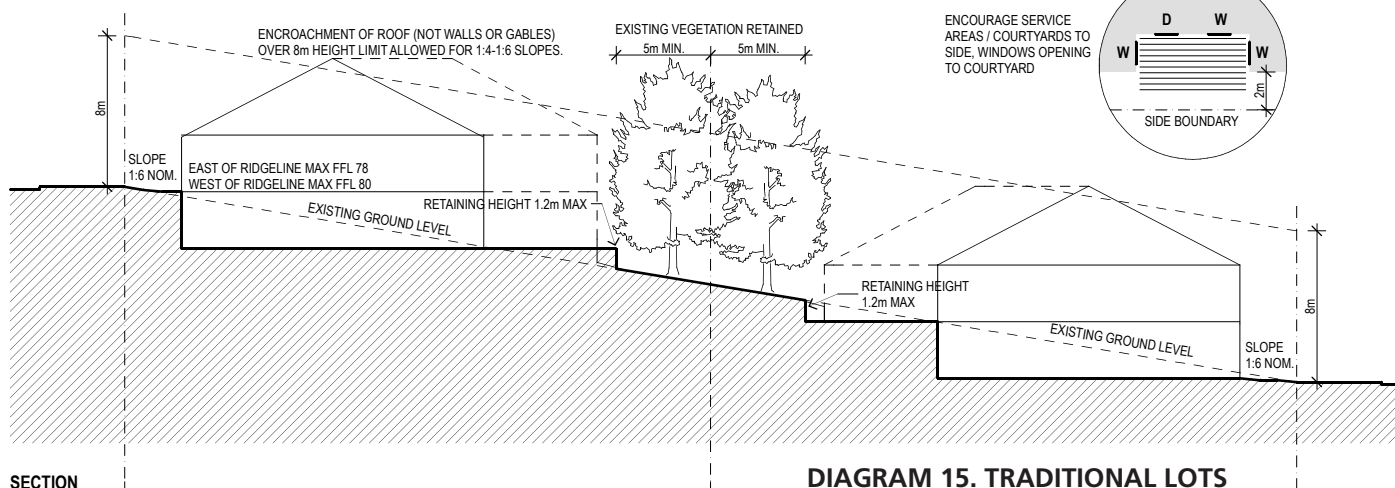 ENCROACHMENT OF ROOF (NOT WALLS OR GABLES)
OVER 8m HEIGHT LIMIT ALLOWED FOR 1:4-1:6 SLOPES.
EXISTING VEGETATION RETAINED
5m MIN.
5m MIN.
ENCOURAGE SERVICE
AREAS / COURTYARDS TO
SIDE, WINDOWS OPENING
TO COURTYARD
D
W
W
W
2m
SIDE BOUNDARY
8m
SLOPE
1:6 NOM.
EAST OF RIDGELINE MAX FFL 78
WEST OF RIDGELINE MAX FFL 80
RETAINING HEIGHT 1.2m MAX
EXISTING GROUND LEVEL
RETAINING HEIGHT
1.2m MAX
EXISTING GROUND LEVEL
SLOPE
1:6 NOM.
8m
SECTION
DIAGRAM 15. TRADITIONAL LOTS